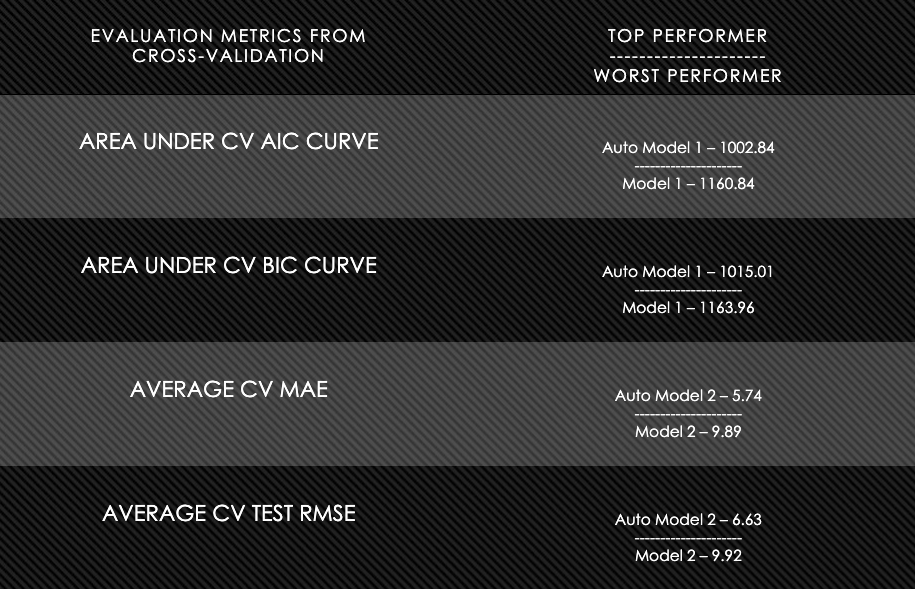 EVALUATION METRICS FROM
CROSS-VALIDATION
TOP PERFORMER
---------------------
WORST PERFORMER
AREA UNDER CV AIC CURVE
Auto Model 1 – 1002.84
---------------------
Model 1 – 1160.84
AREA UNDER CV BIC CURVE
Auto Model 1 – 1015.01
---------------------
Model 1 – 1163.96
AVERAGE CV MAE
Auto Model 2 – 5.74
---------------------
Model 2 – 9.89
AVERAGE CV TEST RMSE
Auto Model 2 – 6.63
---------------------
Model 2 – 9.92